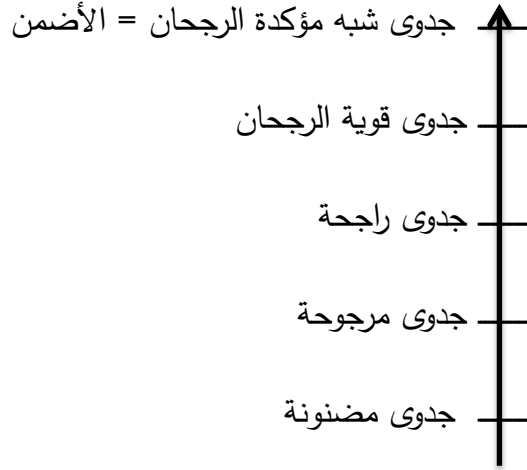 جدوى شبه مؤكدة الرجحان = الأضمن
جدوى قوية الرجحان
جدوى راجحة
جدوى مرجوحة
جدوى مضنونة